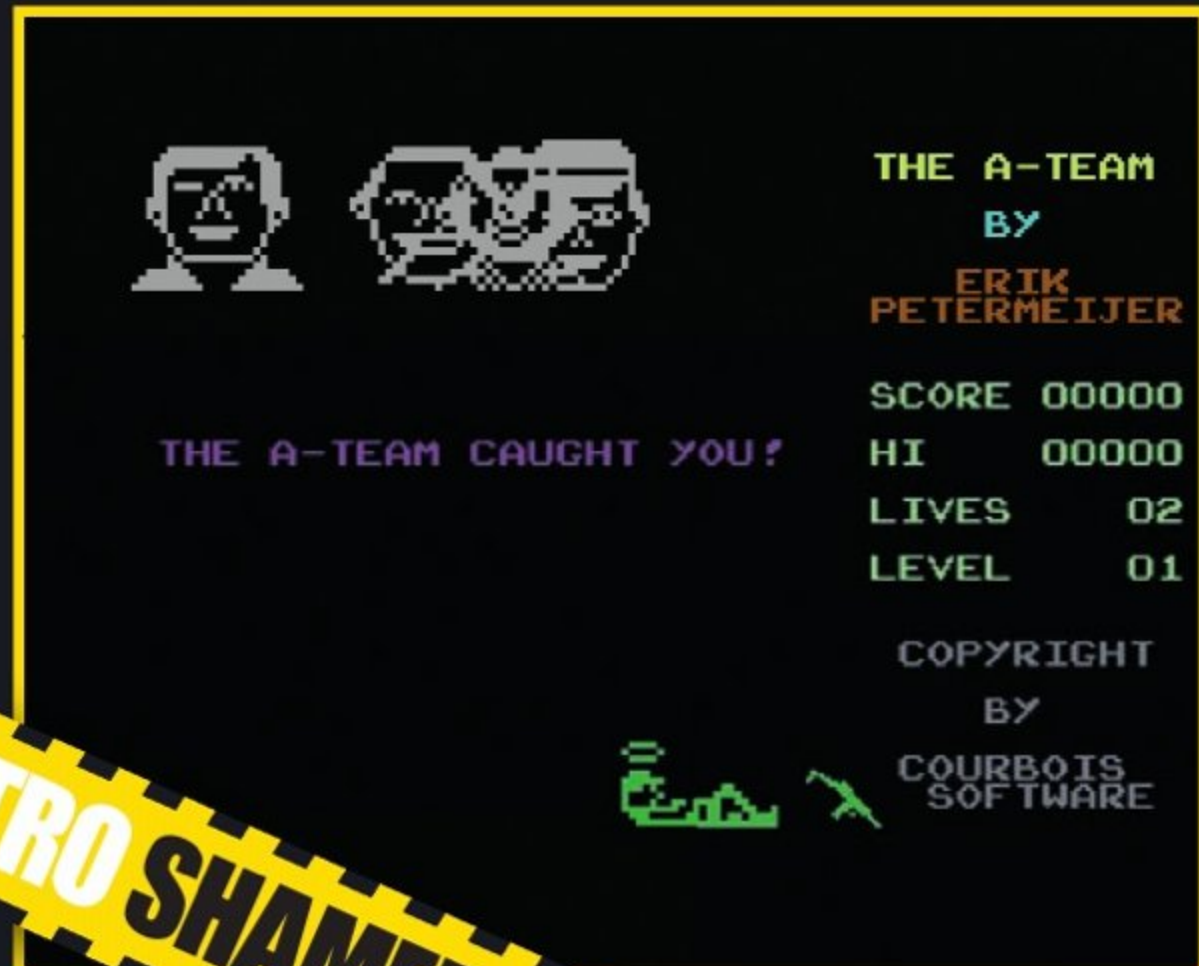 THE A-TEAM
BY
ERIK
PETERMEIJER
SCORE 00000
THE A-TEAM CAUGHT YOU!
HI 00000
LIVES 02
LEVEL 01
COPYRIGHT
BY
COURBOIS
SOFTWARE